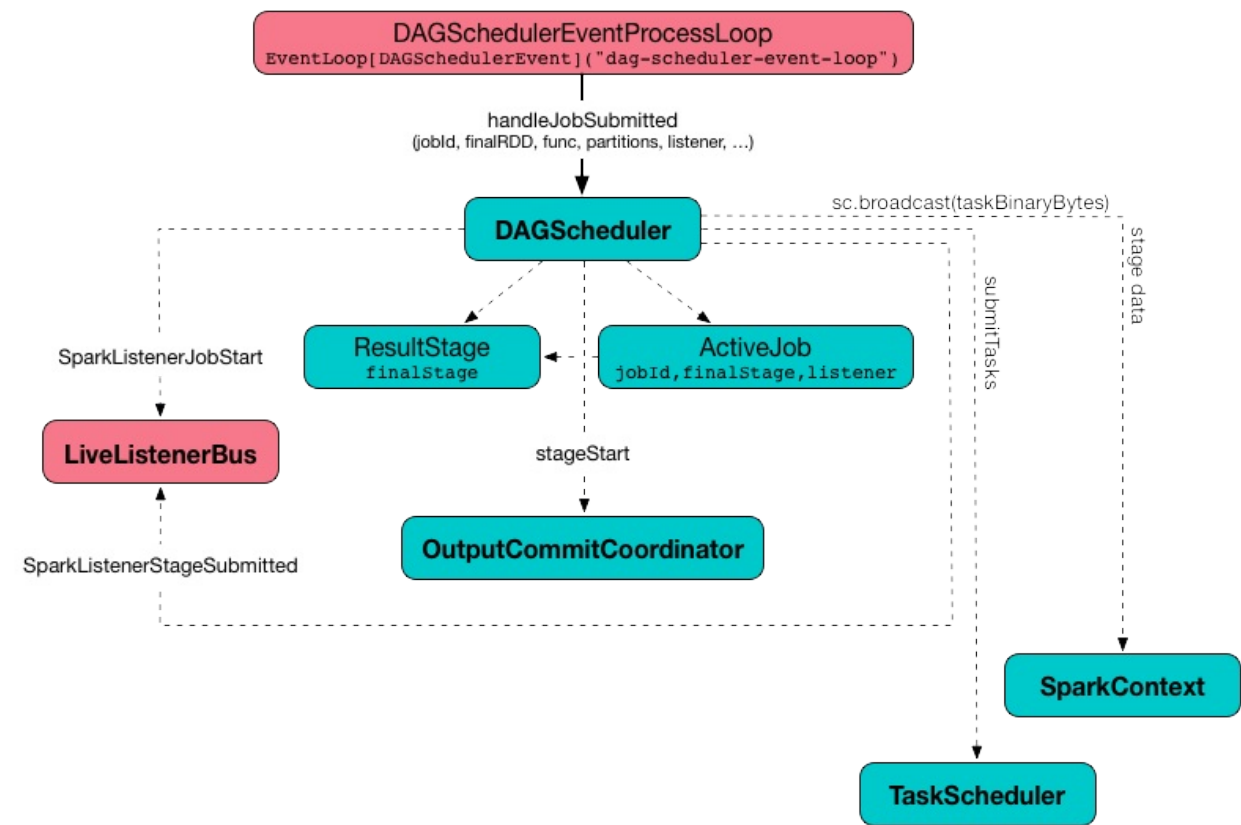 DAGSchedulerEventProcessLoop
EventLoop[DAGSchedulerEvent]("dag-scheduler-event-loop")
handleJobSubmitted
(jobId, finalRDD, func, partitions, listener, ...)
sc.broadcast(taskBinaryBytes)
DAGScheduler
stage data
submitTasks
ResultStage
finalStage
ActiveJob
jobId,finalStage,listener
SparkListenerJobStart
LiveListenerBus
stageStart
OutputCommitCoordinator
SparkListenerStageSubmitted
SparkContext
TaskScheduler